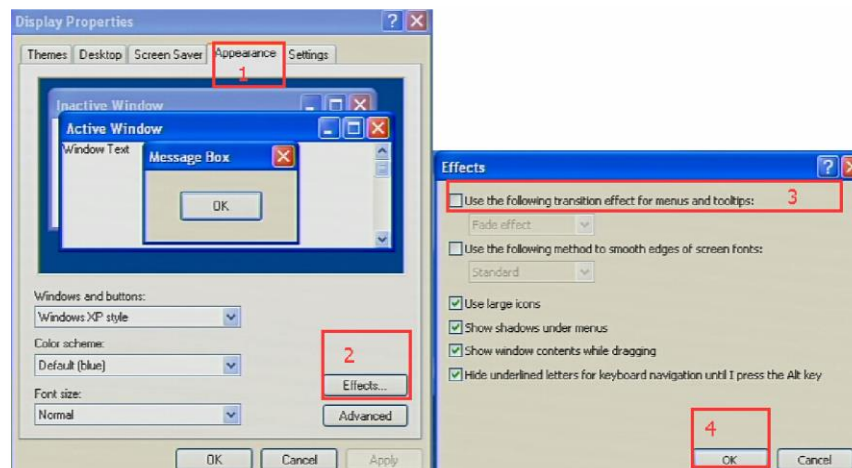 Display Properties
Themes Desktop Screen Saver Appearance Settings
1
Inactive Window
Active Window
Window Text
Message Box
OK
Windows and buttons:
Windows XP style
Color scheme:
Default (blue)
2
Effects...
Font size:
Normal
Advanced
OK Cancel Apply
Effects
Use the following transition effect for menus and tooltips: 3
Fade effect
Use the following method to smooth edges of screen fonts:
Standard
Use large icons
Show shadows under menus
Show window contents while dragging
Hide underlined letters for keyboard navigation until I press the Alt key
4
OK Cancel